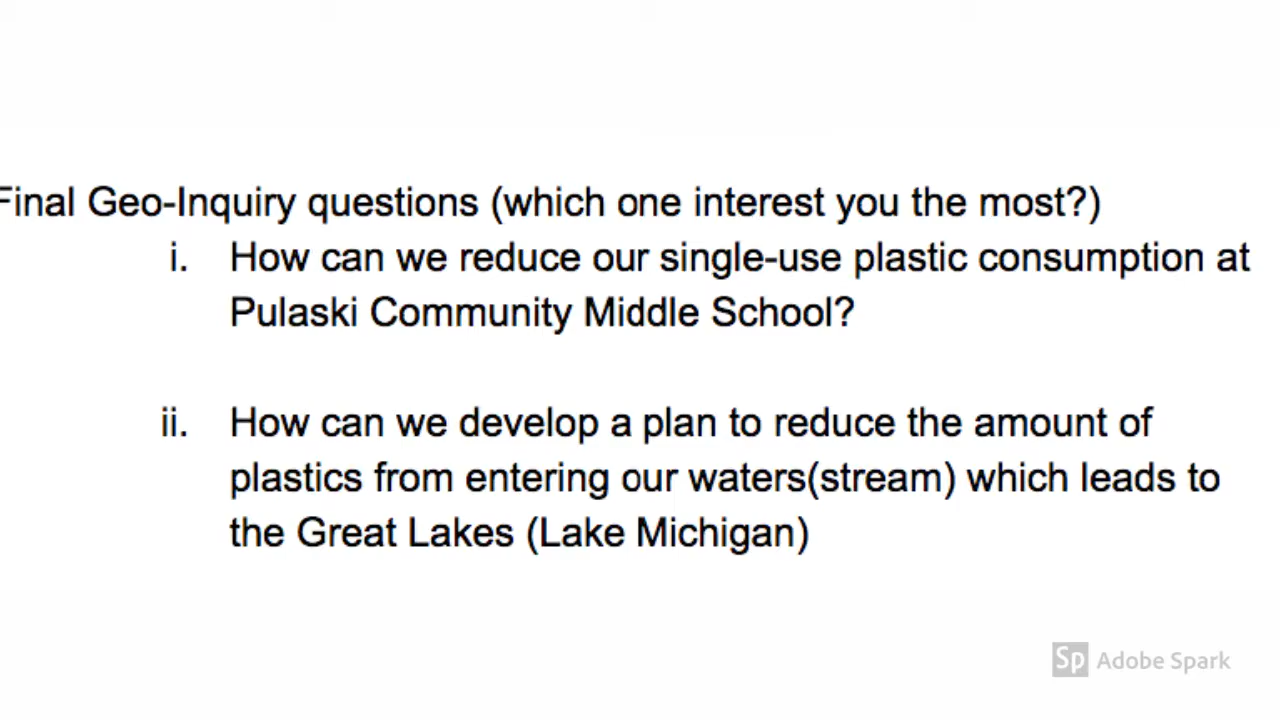 Final Geo-Inquiry questions (which one interest you the most?)
i. How can we reduce our single-use plastic consumption at
Pulaski Community Middle School?
ii. How can we develop a plan to reduce the amount of
plastics from entering our waters(stream) which leads to
the Great Lakes (Lake Michigan)
Sp Adobe Spark